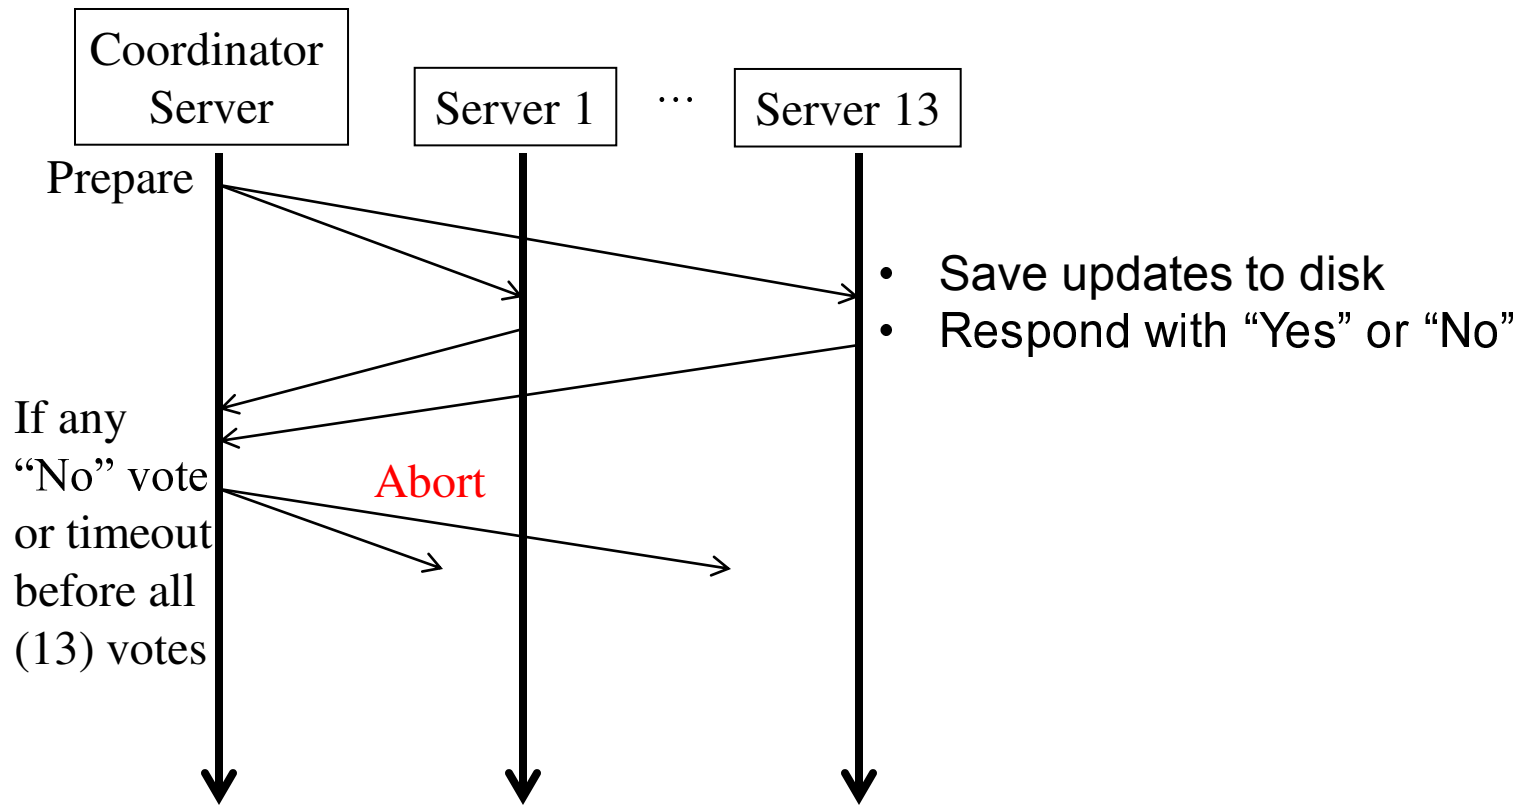 Coordinator
Server
Server 1
…
Server 13
Prepare
• Save updates to disk
• Respond with “Yes” or “No”
If any
“No” vote
or timeout
before all
(13) votes
Abort